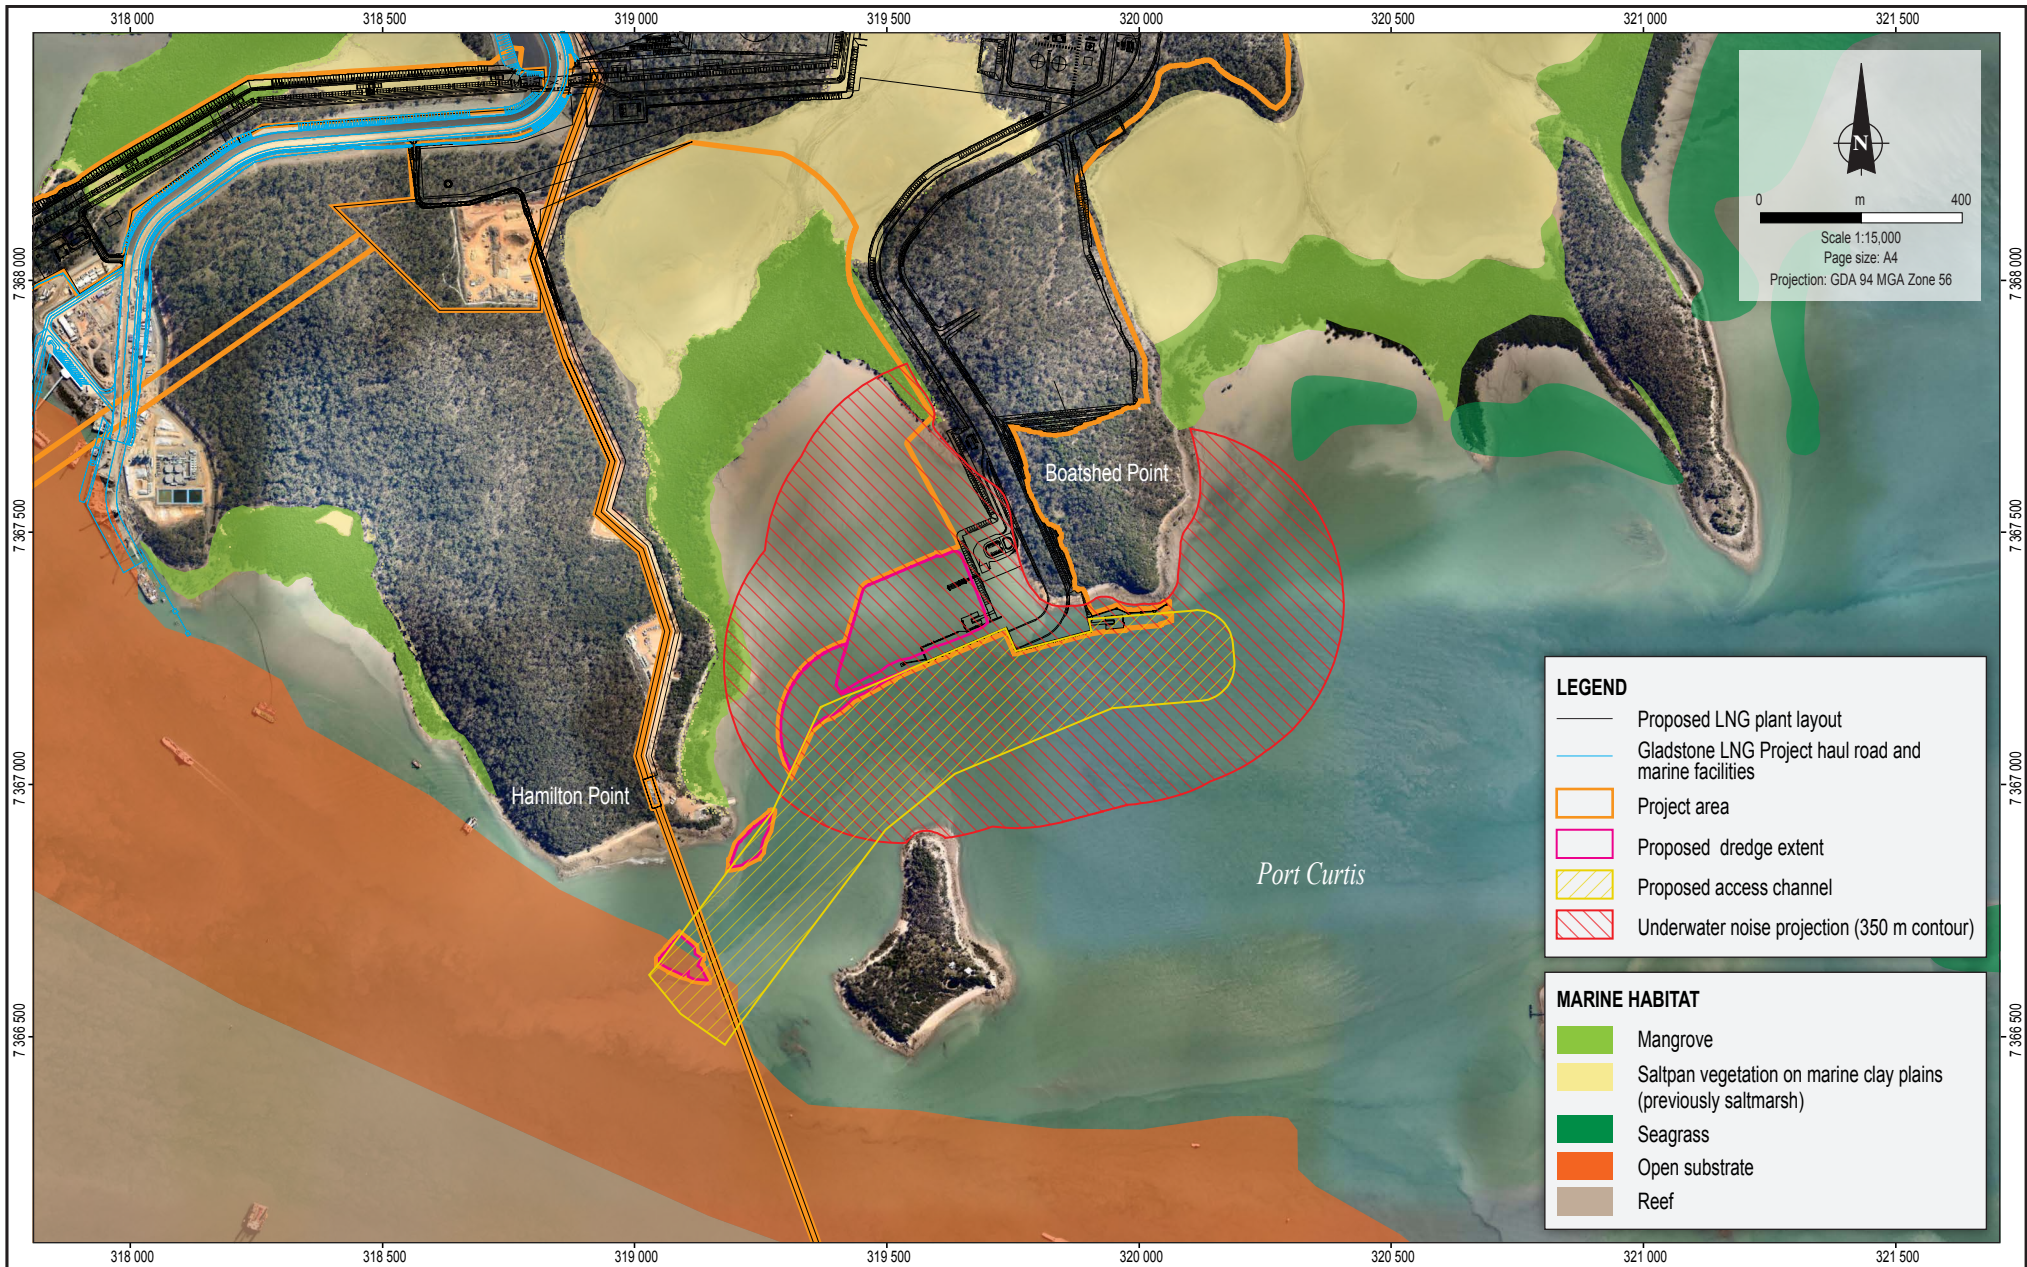 318 000
318 500
319 000
319 500
320 000
320 500
321 000
321 500
N
0 m 400
Scale 1:15,000
Page size: A4
Projection: GDA 94 MGA Zone 56
7 368 000
7 368 000
Boatshed Point
7 367 500
7 367 500
LEGEND
Proposed LNG plant layout
Gladstone LNG Project haul road and
marine facilities
Project area
Proposed dredge extent
Proposed access channel
Underwater noise projection (350 m contour)
7 367 000
7 367 000
Hamilton Point
Port Curtis
MARINE HABITAT
Mangrove
Saltpan vegetation on marine clay plains
(previously saltmarsh)
Seagrass
Open substrate
Reef
7 366 500
7 366 500
318 000
318 500
319 000
319 500
320 000
320 500
321 000
321 500